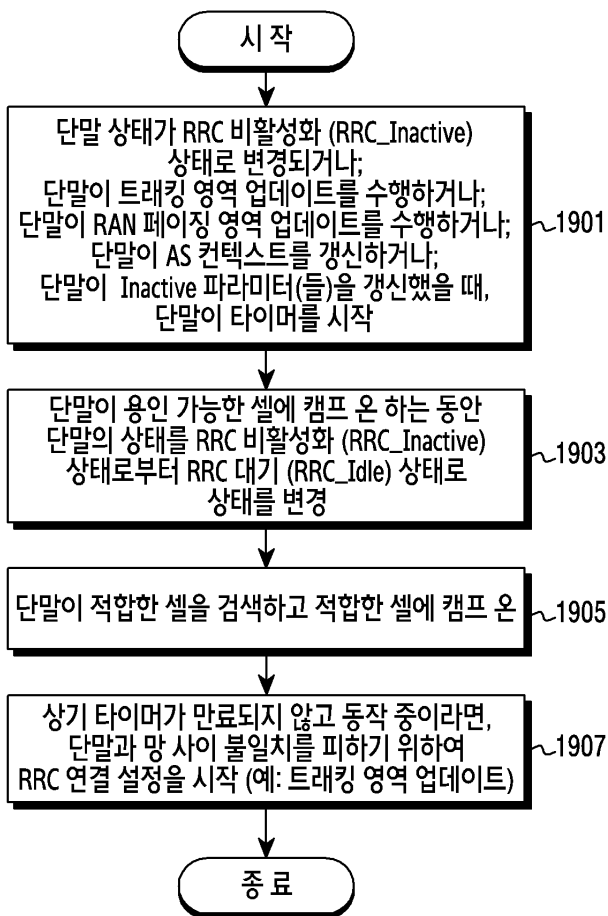 시 작
단말 상태가 RRC 비활성화 (RRC_Inactive)
상태로 변경되거나;
단말이 트래킹 영역 업데이트를 수행하거나;
단말이 RAN 페이징 영역 업데이트를 수행하거나;
단말이 AS 컨텍스트를 갱신하거나;
단말이 Inactive 파라미터(들)을 갱신했을 때,
단말이 타이머를 시작
1901
단말이 용인 가능한 셀에 캠프 온 하는 동안
단말의 상태를 RRC 비활성화 (RRC_Inactive)
상태로부터 RRC 대기 (RRC_Idle) 상태로
상태를 변경
1903
단말이 적합한 셀을 검색하고 적합한 셀에 캠프 온
1905
상기 타이머가 만료되지 않고 동작 중이라면,
단말과 망 사이 불일치를 피하기 위하여
RRC 연결 설정을 시작 (예: 트래킹 영역 업데이트)
1907
종 료